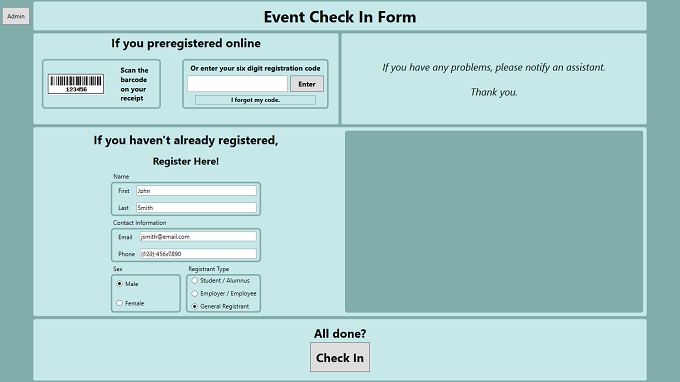 Admin
Event Check In Form
If you preregistered online
Scan the
barcode
on your
receipt
123456
Or enter your six digit registration code
Enter
I forgot my code.
If you have any problems, please notify an assistant.
Thank you.
If you haven't already registered,
Register Here!
Name
First John
Last Smith
Contact Information
Email jsmith@email.com
Phone (123) 456-7890
Sex
Male
Female
Registrant Type
Student / Alumnus
Employer / Employee
General Registrant
All done?
Check In